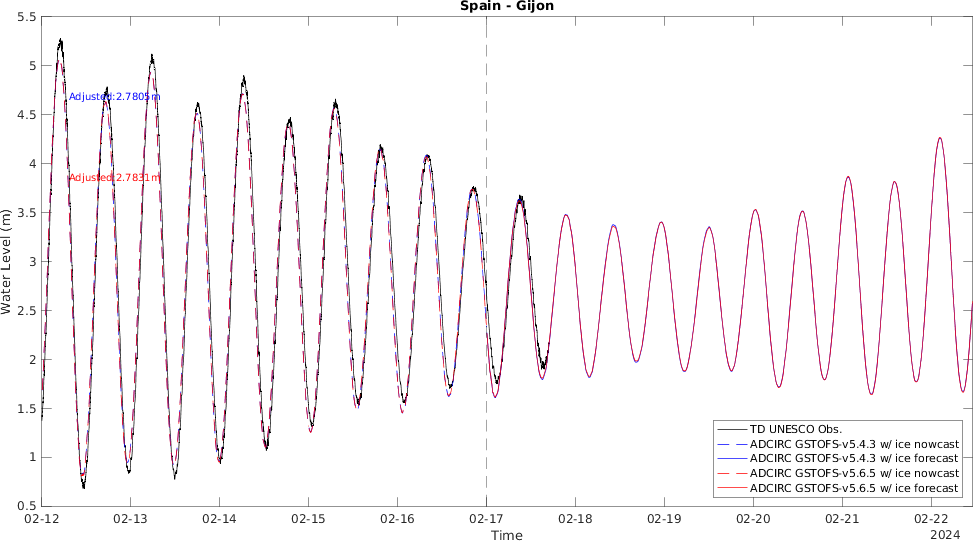 Spain - Gijon
5.5
5
4.5
4
3.5
3
2.5
2
1.5
1
0.5
Water Level (m)
Adjusted:2.7805m
Adjusted:2.7831m
TD UNESCO Obs.
ADCIRC GSTOFS-v5.4.3 w/ ice nowcast
ADCIRC GSTOFS-v5.4.3 w/ ice forecast
ADCIRC GSTOFS-v5.6.5 w/ ice nowcast
ADCIRC GSTOFS-v5.6.5 w/ ice forecast
02-12 02-13 02-14 02-15 02-16 02-17 02-18 02-19 02-20 02-21 02-22
Time
2024